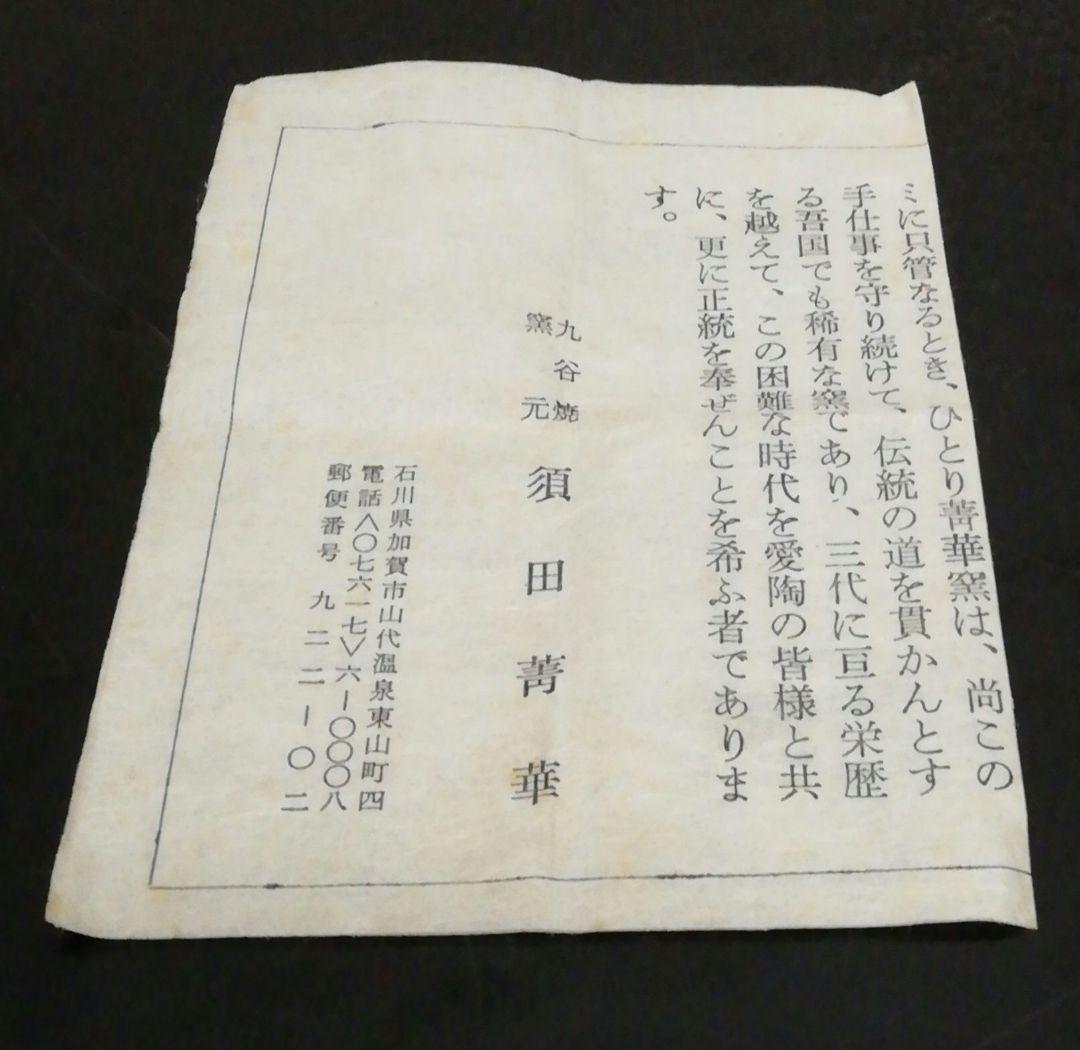 に只管なるとき、ひとり菁華窯は、尚この
手仕事を守り続けて、伝統の道を貫かんとす
る吾国でも稀有な窯であり、三代に亘る栄歴
を越えて、この困難な時代を愛陶の皆様と共
に、更に正統を奉ぜんことを希ふ者でありま
す。
九谷焼
窯元
須田菁華
石川県加賀市山代温泉東山町四
電話〈〇七六一七〉六ー〇〇〇八
郵便番号 九二二ー〇二